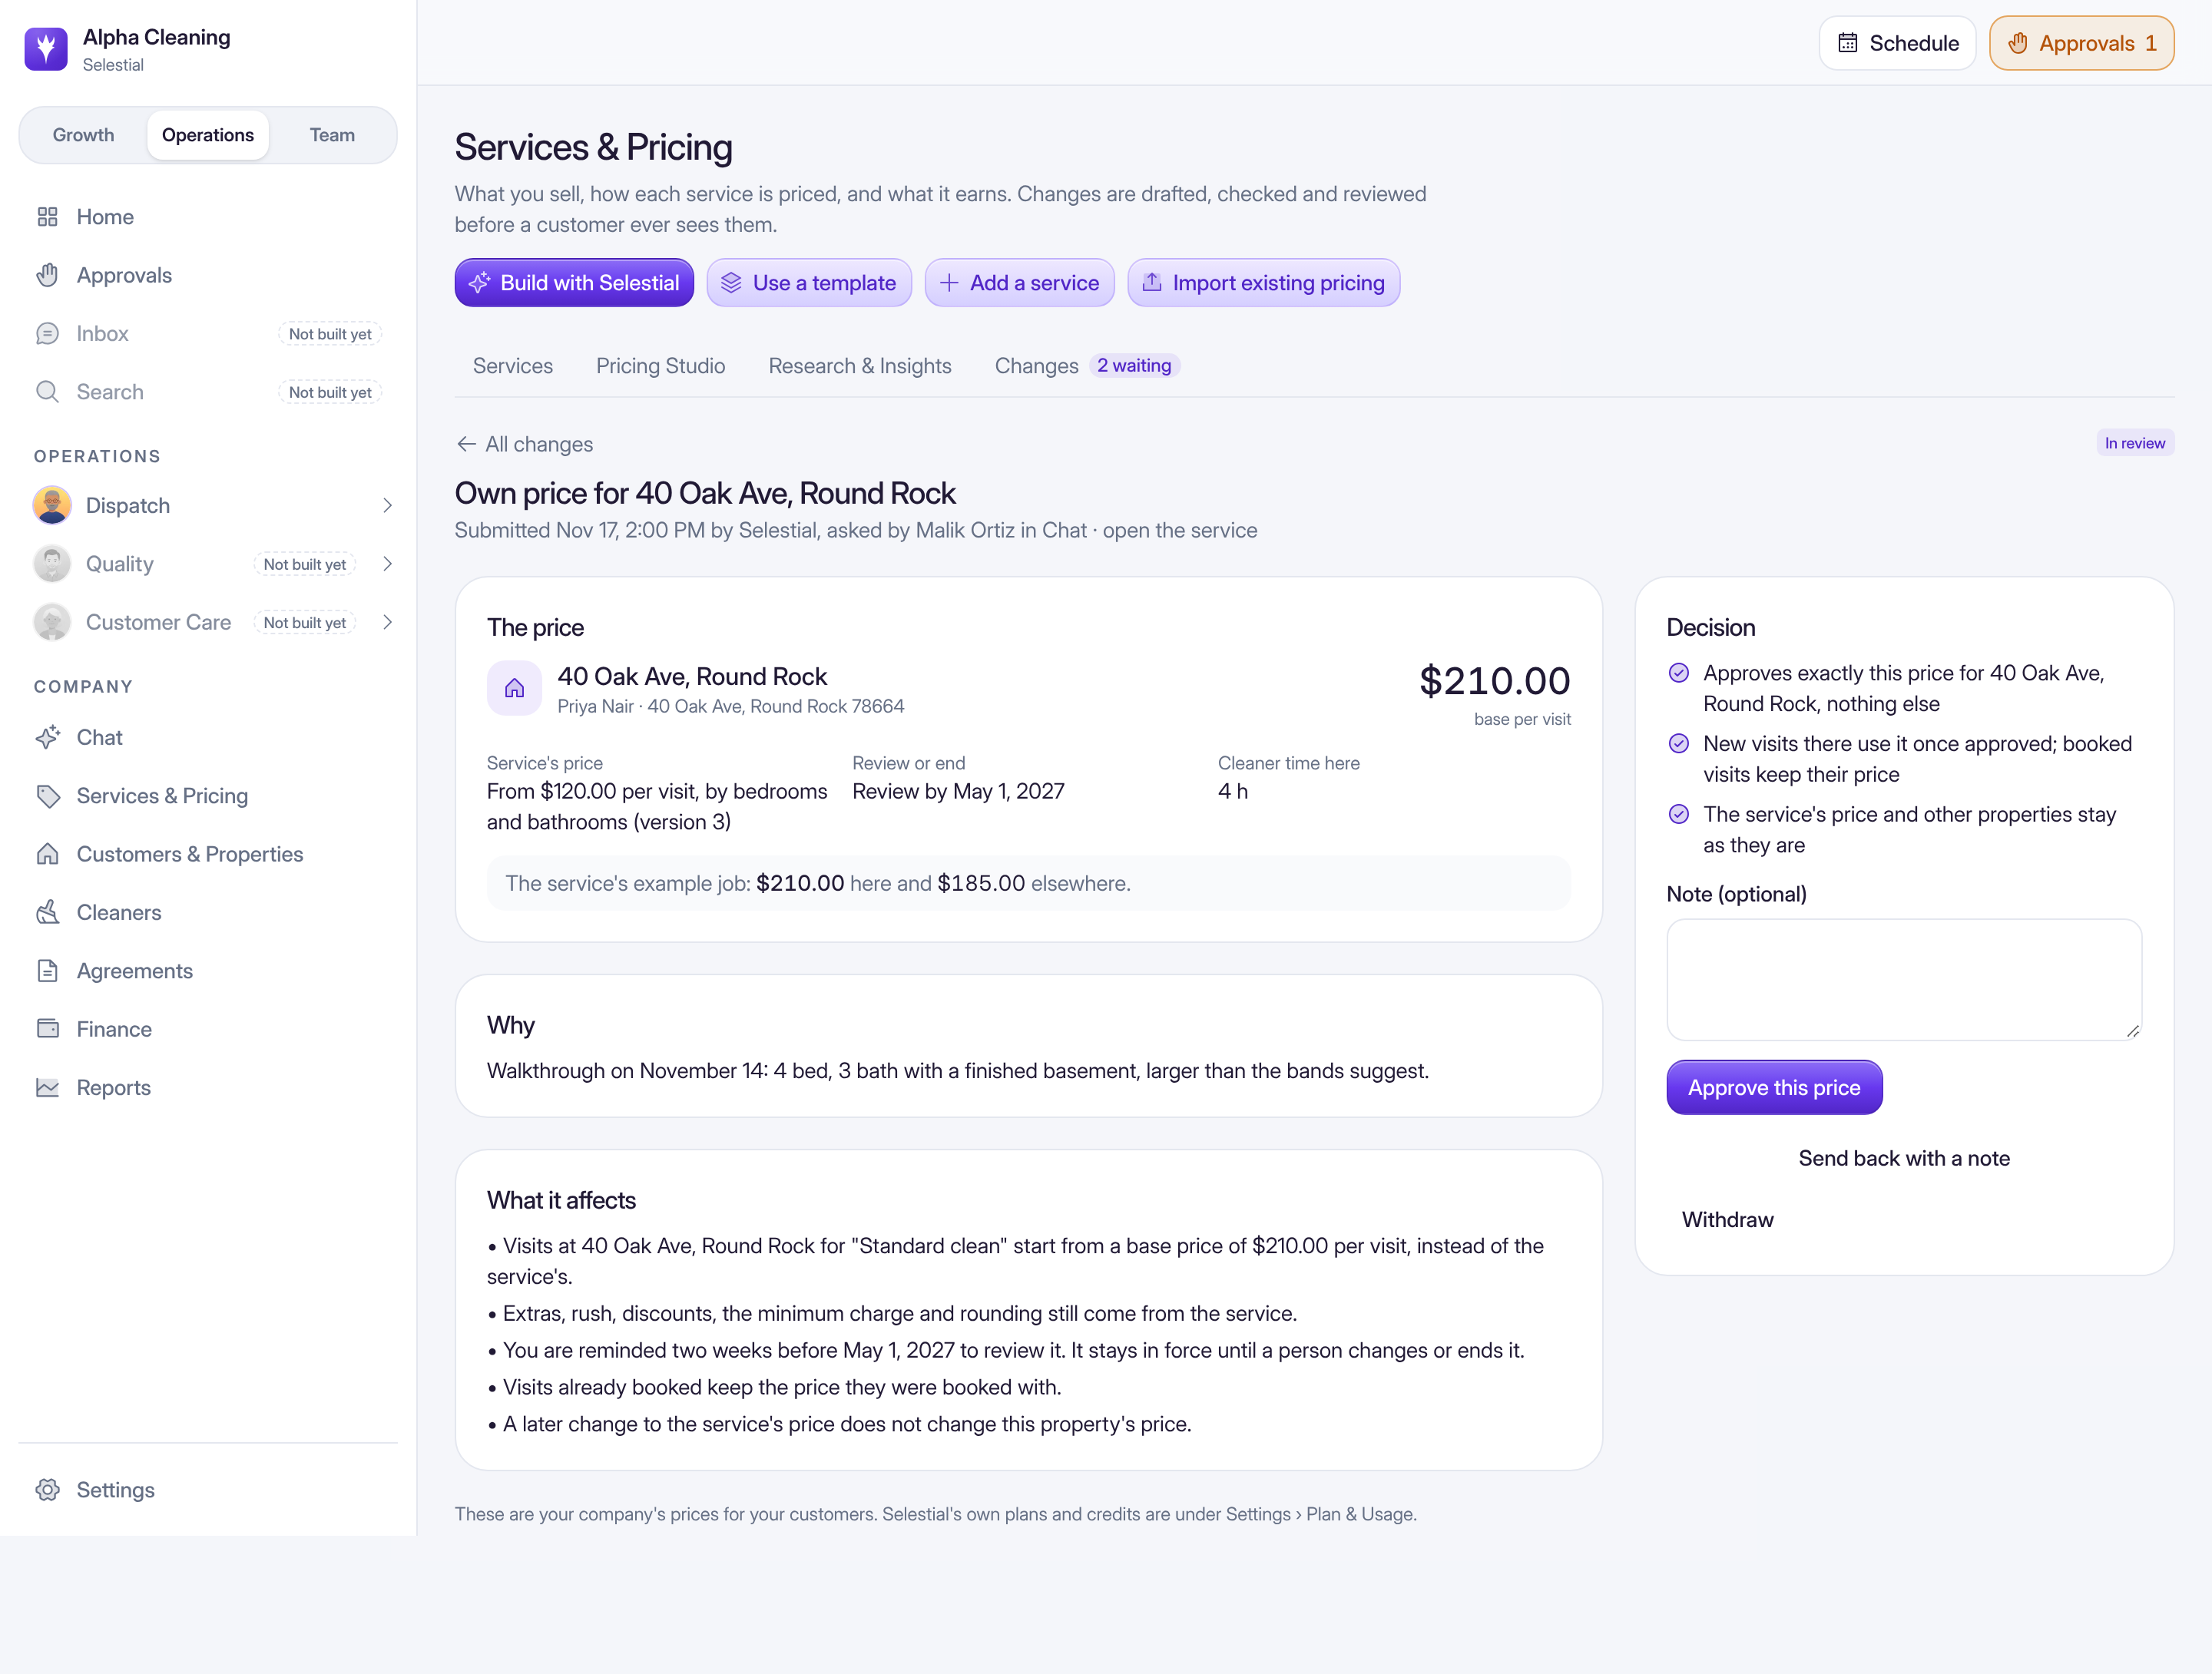 Alpha Cleaning
Selestial
Growth
Operations
Team
Home
Approvals
Inbox
Not built yet
Search
Not built yet
OPERATIONS
Dispatch
Quality
Not built yet
Customer Care
Not built yet
COMPANY
Chat
Services & Pricing
Customers & Properties
Cleaners
Agreements
Finance
Reports
Settings
Schedule
Approvals 1
Services & Pricing
What you sell, how each service is priced, and what it earns. Changes are drafted, checked and reviewed
before a customer ever sees them.
Build with Selestial
Use a template
Add a service
Import existing pricing
Services
Pricing Studio
Research & Insights
Changes
2 waiting
All changes
In review
Own price for 40 Oak Ave, Round Rock
Submitted Nov 17, 2:00 PM by Selestial, asked by Malik Ortiz in Chat · open the service
The price
40 Oak Ave, Round Rock
Priya Nair · 40 Oak Ave, Round Rock 78664
$210.00
base per visit
Service's price
From $120.00 per visit, by bedrooms
and bathrooms (version 3)
Review or end
Review by May 1, 2027
Cleaner time here
4 h
The service's example job: $210.00 here and $185.00 elsewhere.
Why
Walkthrough on November 14: 4 bed, 3 bath with a finished basement, larger than the bands suggest.
What it affects
• Visits at 40 Oak Ave, Round Rock for "Standard clean" start from a base price of $210.00 per visit, instead of the
service's.
• Extras, rush, discounts, the minimum charge and rounding still come from the service.
• You are reminded two weeks before May 1, 2027 to review it. It stays in force until a person changes or ends it.
• Visits already booked keep the price they were booked with.
• A later change to the service's price does not change this property's price.
Decision
Approves exactly this price for 40 Oak Ave,
Round Rock, nothing else
New visits there use it once approved; booked
visits keep their price
The service's price and other properties stay
as they are
Note (optional)
Approve this price
Send back with a note
Withdraw
These are your company's prices for your customers. Selestial's own plans and credits are under Settings › Plan & Usage.